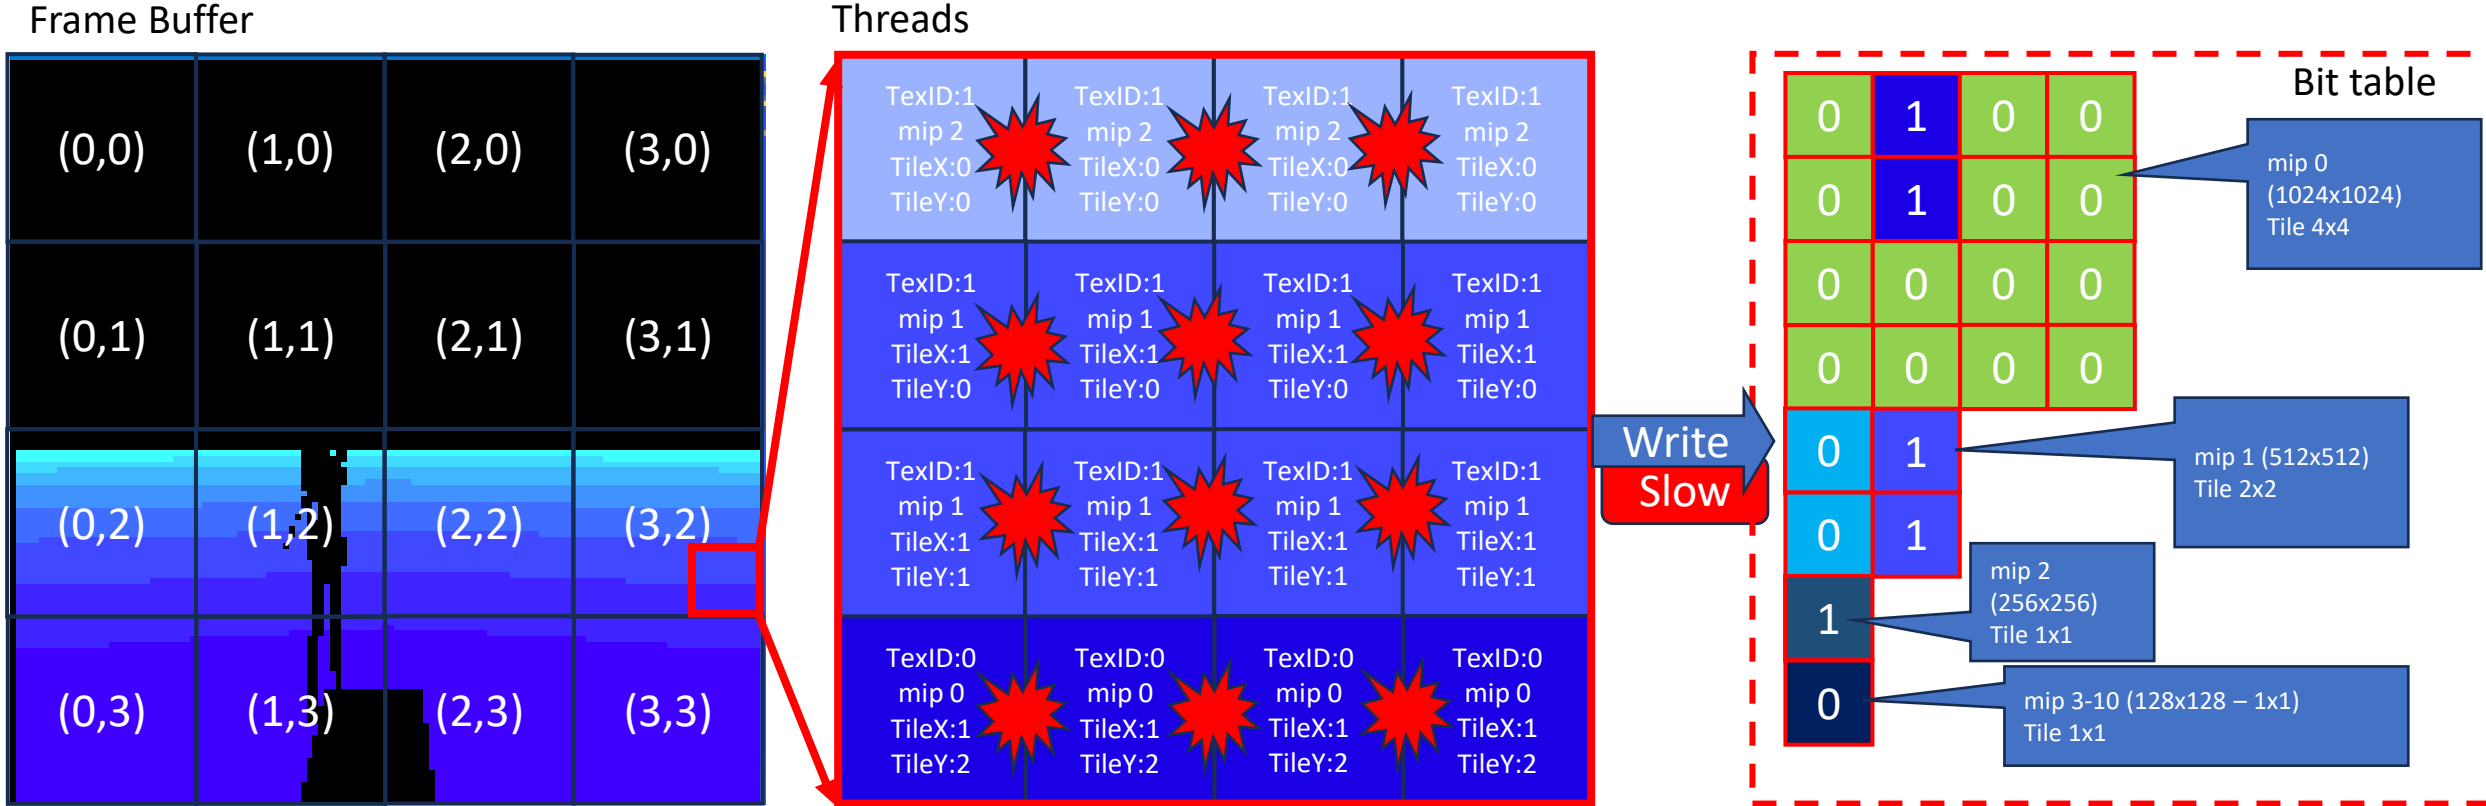 Frame Buffer
(0,0) (1,0) (2,0) (3,0)
(0,1) (1,1) (2,1) (3,1)
(0,2) (1,2) (2,2) (3,2)
(0,3) (1,3) (2,3) (3,3)
Threads
TexID:1 TexID:1 TexID:1 TexID:1
mip 2 mip 2 mip 2 mip 2
TileX:0 TileX:0 TileX:0 TileX:0
TileY:0 TileY:0 TileY:0 TileY:0
TexID:1 TexID:1 TexID:1 TexID:1
mip 1 mip 1 mip 1 mip 1
TileX:1 TileX:1 TileX:1 TileX:1
TileY:0 TileY:0 TileY:0 TileY:0
TexID:1 TexID:1 TexID:1 TexID:1
mip 1 mip 1 mip 1 mip 1
TileX:1 TileX:1 TileX:1 TileX:1
TileY:1 TileY:1 TileY:1 TileY:1
TexID:0 TexID:0 TexID:0 TexID:0
mip 0 mip 0 mip 0 mip 0
TileX:1 TileX:1 TileX:1 TileX:1
TileY:2 TileY:2 TileY:2 TileY:2
Write
Slow
Bit table
0 1 0 0
0 1 0 0
0 0 0 0
0 0 0 0
0 1
0 1
1
0
mip 0
(1024x1024)
Tile 4x4
mip 1 (512x512)
Tile 2x2
mip 2
(256x256)
Tile 1x1
mip 3-10 (128x128 – 1x1)
Tile 1x1